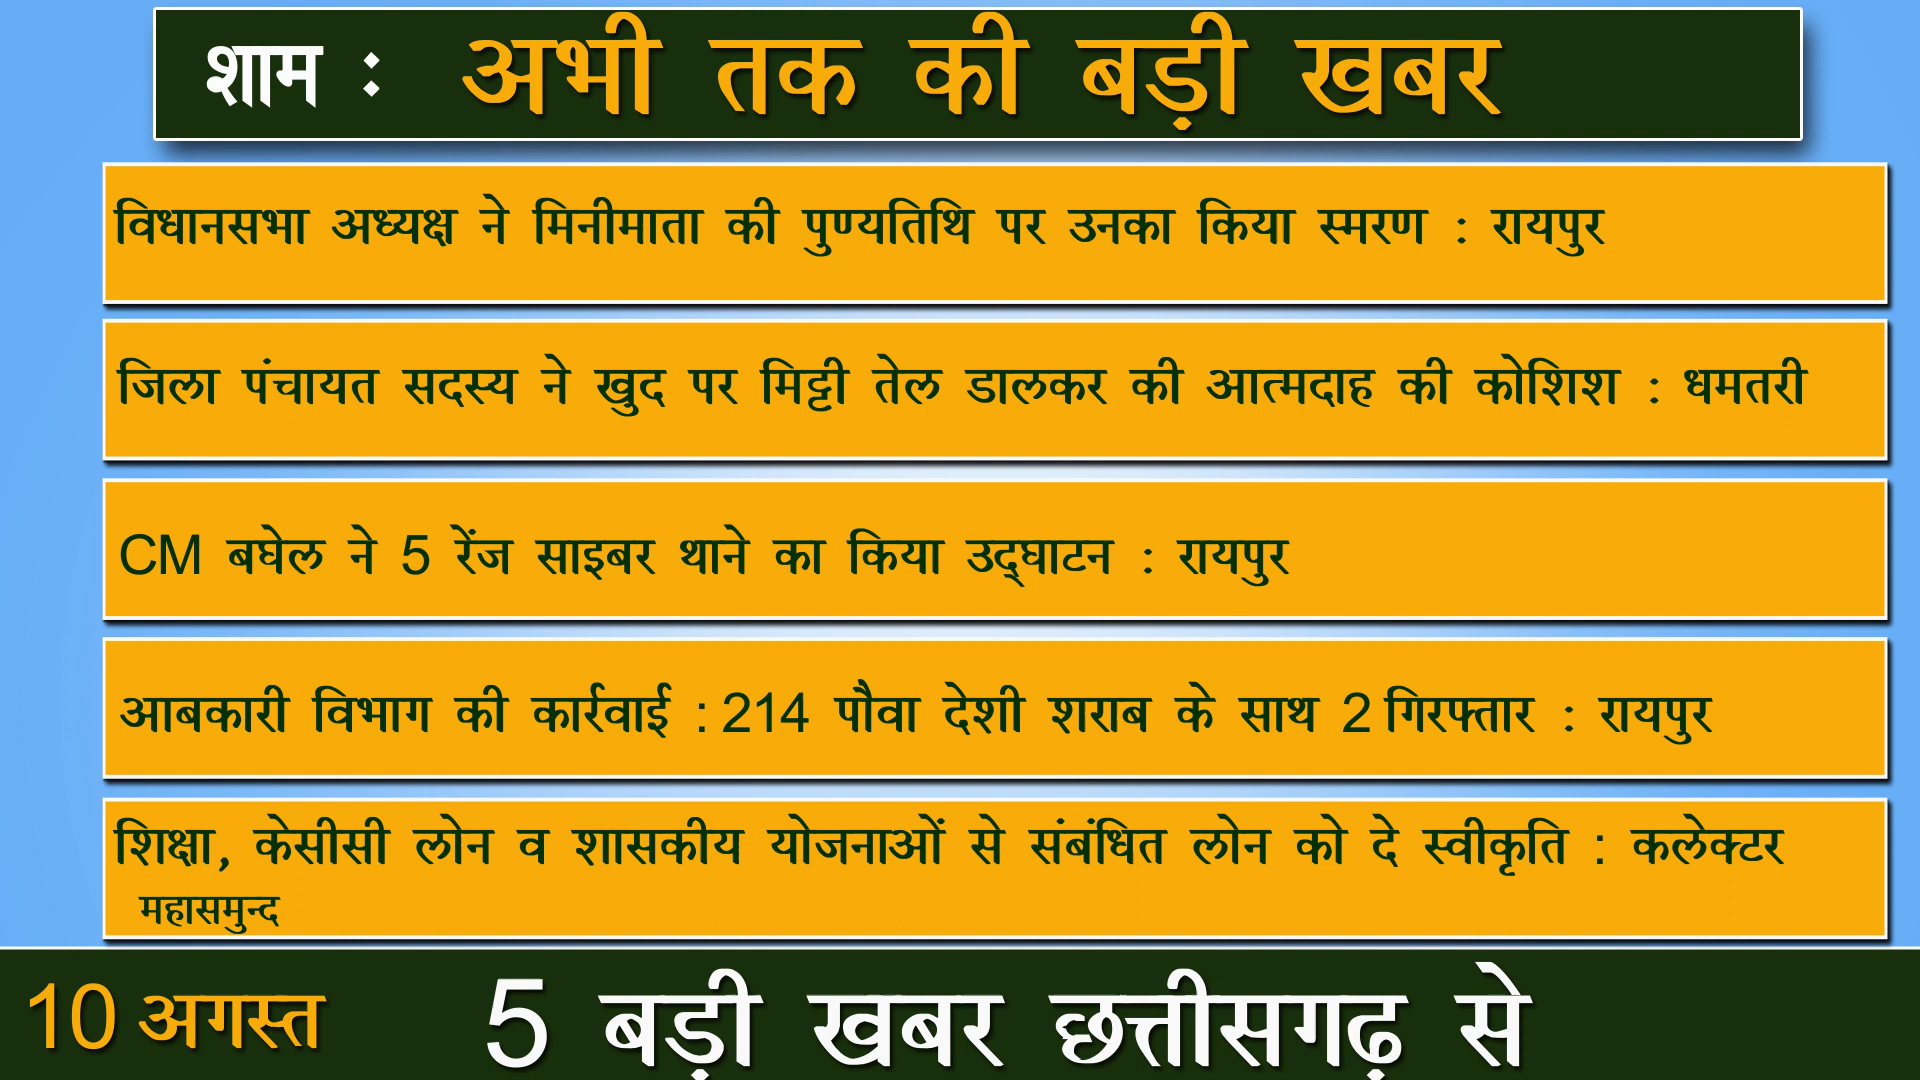 शाम : अभी तक की बड़ी खबर
विधानसभा अध्यक्ष ने मिनीमाता की पुण्यतिथि पर उनका किया स्मरण : रायपुर
जिला पंचायत सदस्य ने खुद पर मिट्टी तेल डालकर की आत्मदाह की कोशिश : धमतरी
CM बघेल ने 5 रेंज साइबर थाने का किया उद्घाटन : रायपुर
आबकारी विभाग की कार्रवाई : 214 पौवा देशी शराब के साथ 2 गिरफ्तार : रायपुर
शिक्षा, केसीसी लोन व शासकीय योजनाओं से संबंधित लोन को दे स्वीकृति : कलेक्टर
महासमुन्द
10 अगस्त 5 बड़ी खबर छत्तीसगढ़ से